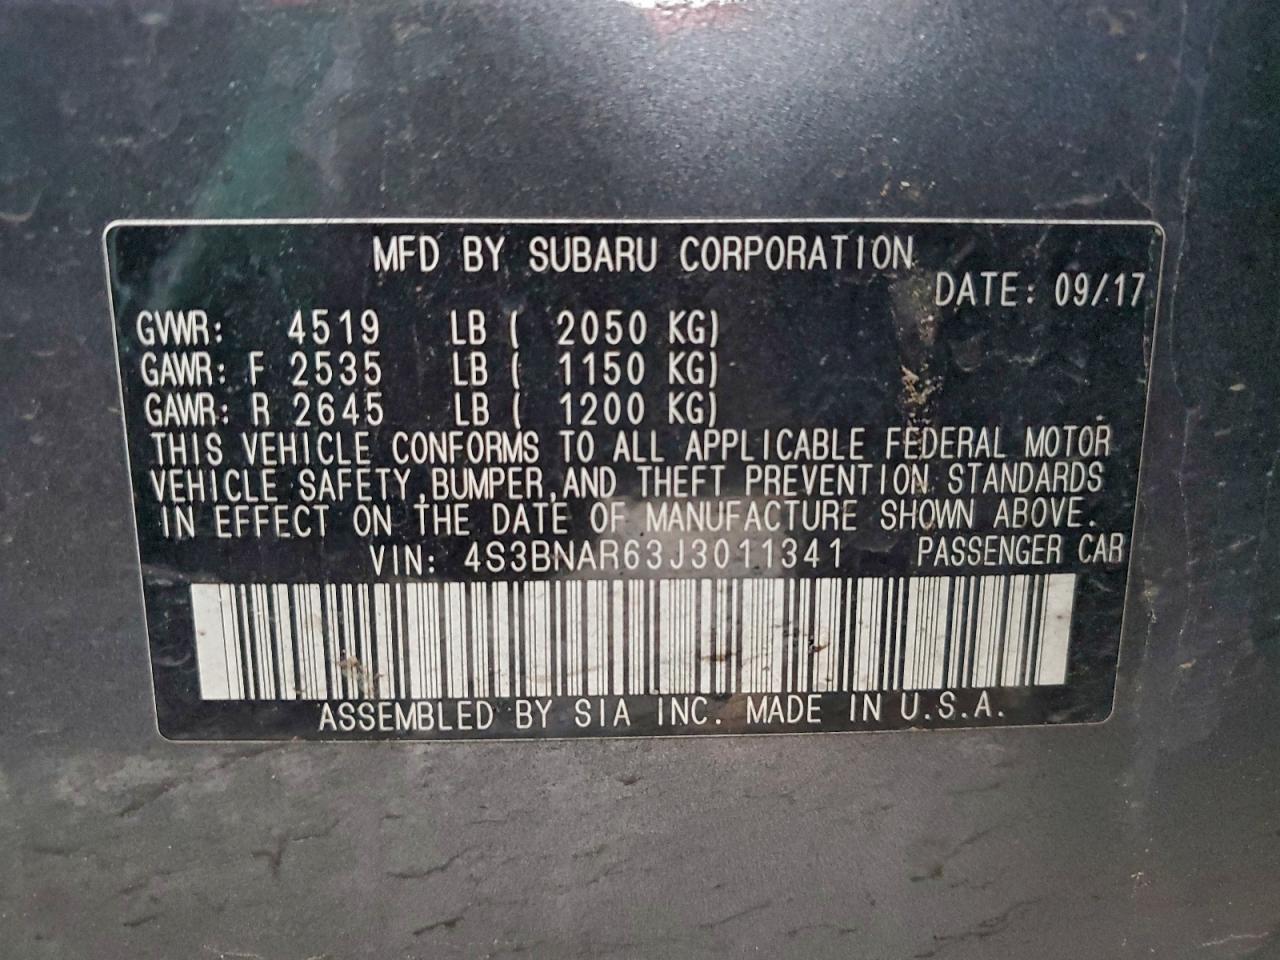 MFD BY SUBARU CORPORATION
DATE: 09/17
GVWR: 4519 LB ( 2050 KG)
GAWR: F 2535 LB ( 1150 KG)
GAWR: R 2645 LB ( 1200 KG)
THIS VEHICLE CONFORMS TO ALL APPLICABLE FEDERAL MOTOR
VEHICLE SAFETY,BUMPER,AND THEFT PREVENTION STANDARDS
IN EFFECT ON THE DATE OF MANUFACTURE SHOWN ABOVE.
VIN: 4S3BNAR63J3011341 PASSENGER CAR
ASSEMBLED BY SIA INC. MADE IN U.S.A.